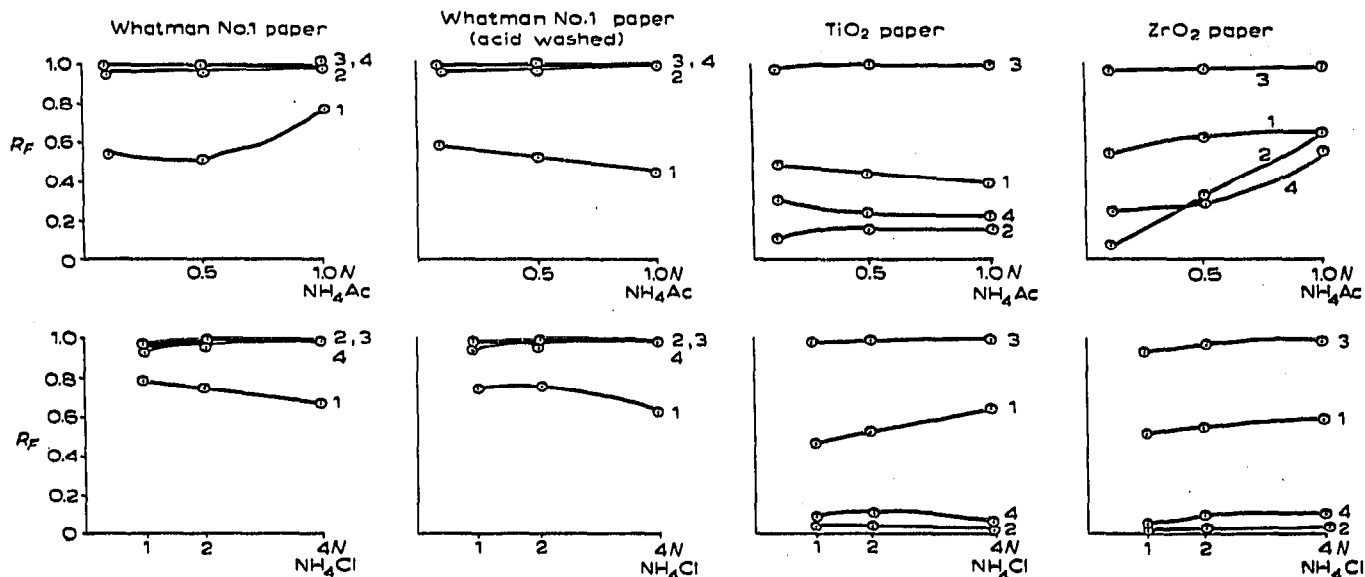 Whatman No.1 paper
Whatman No.1 paper
(acid washed)
TiO₂ paper
ZrO₂ paper
1.0
0.8
0.6
0.4
0.2
0
R_F
3,4
2
1
0.5
1.0 N
NH₄Ac
3,4
2
1
0.5
1.0 N
NH₄Ac
3
1
4
2
0.5
1.0 N
NH₄Ac
3
1
2
4
0.5
1.0 N
NH₄Ac
1.0
0.8
0.6
0.4
0.2
0
R_F
2,3
4
1
1
2
4N
NH₄Cl
2,3
4
1
1
2
4N
NH₄Cl
3
1
4
2
1
2
4N
NH₄Cl
3
1
4
2
1
2
4N
NH₄Cl